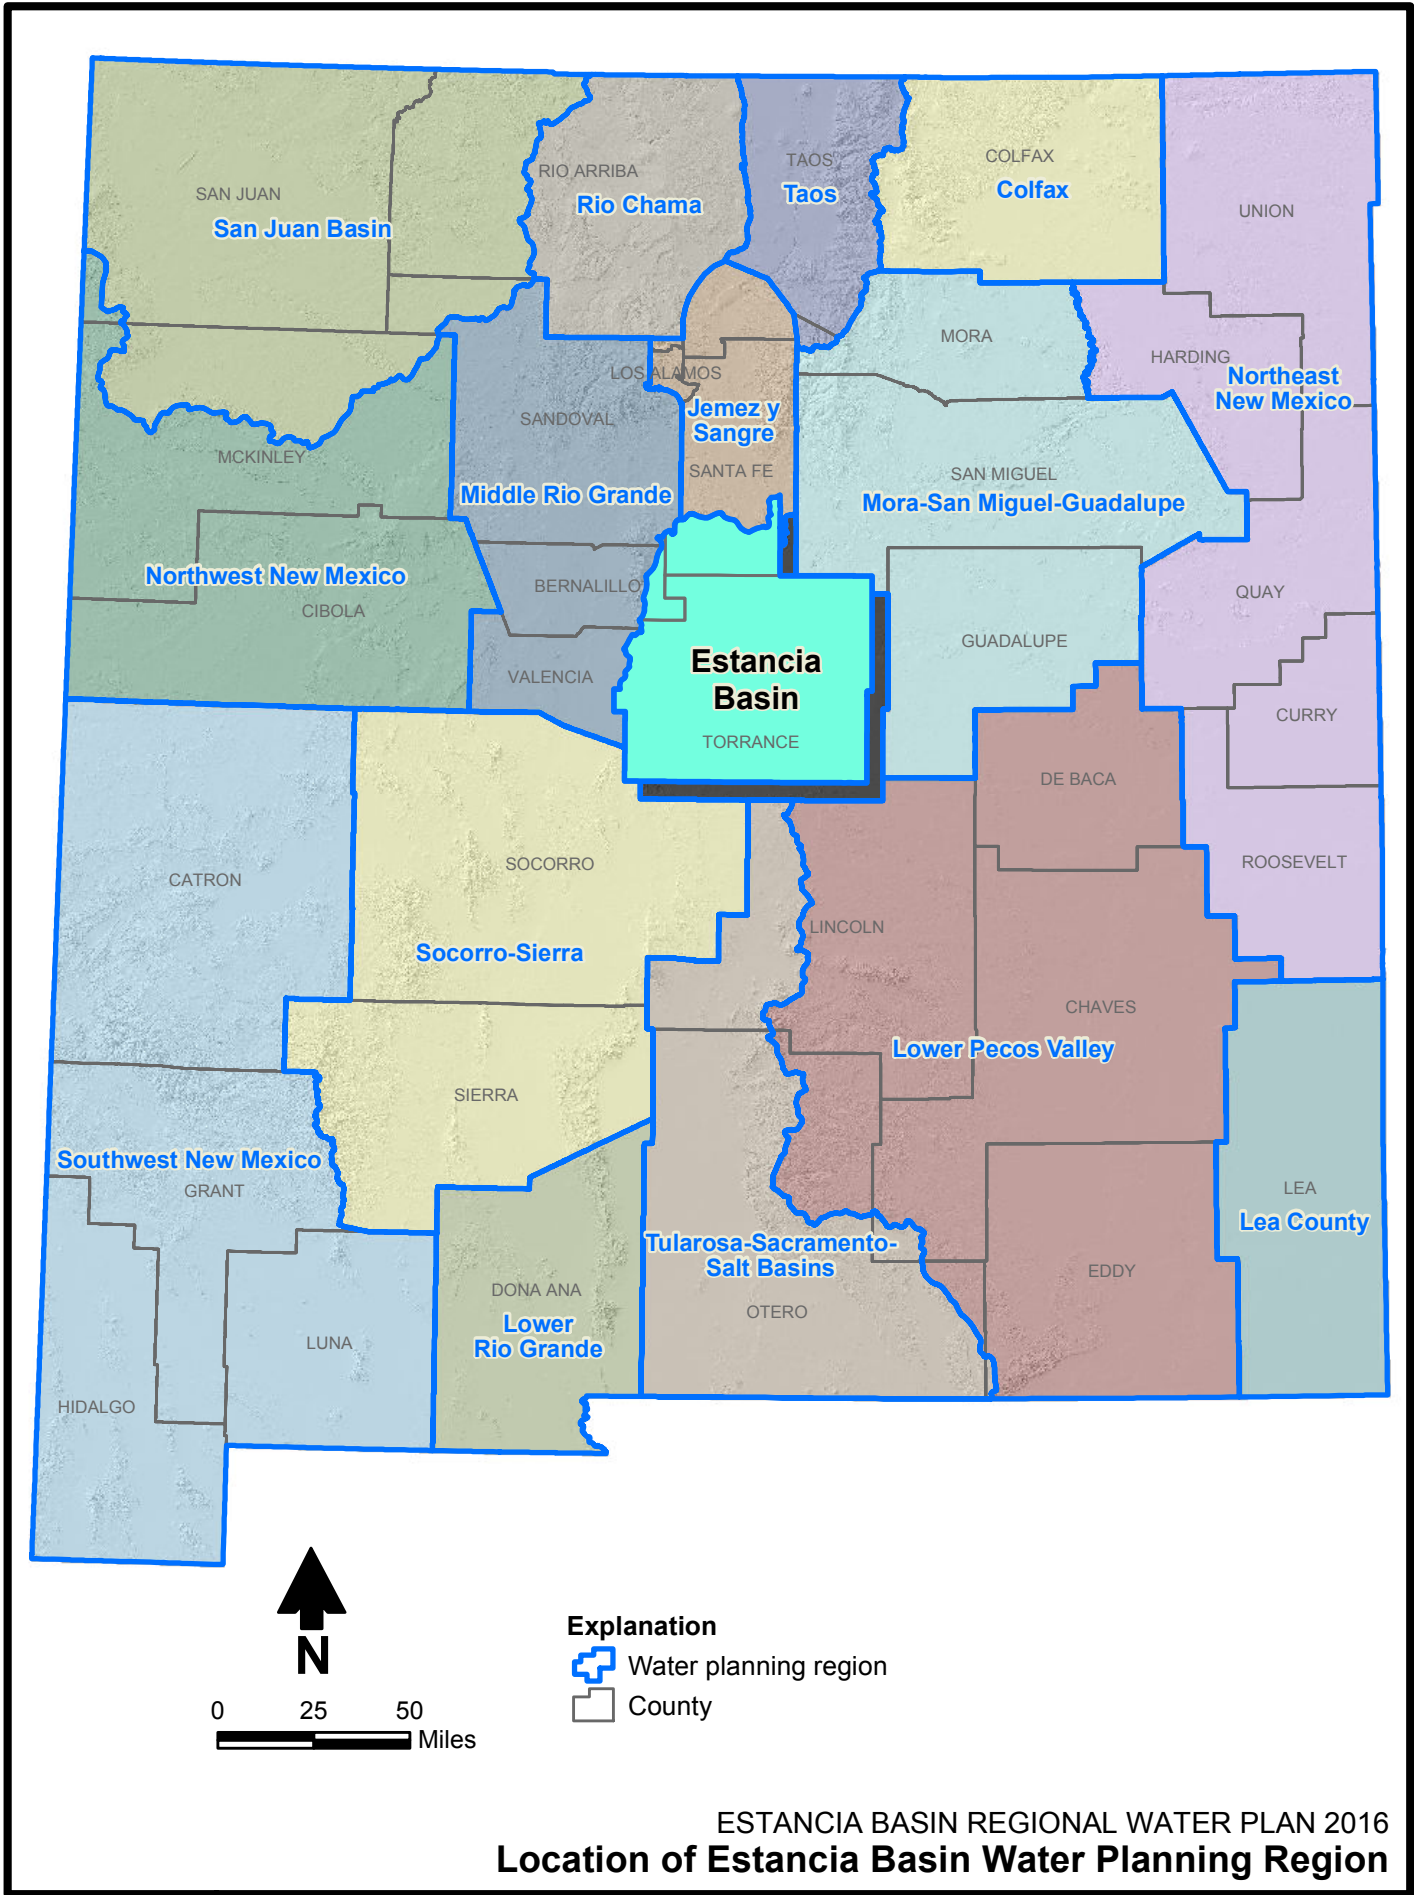 SAN JUAN
San Juan Basin
RIO ARRIBA
Rio Chama
TAOS
Taos
COLFAX
Colfax
UNION
MORA
HARDING
Northeast
New Mexico
LOS ALAMOS
SANDOVAL
Jemez y
Sangre
SANTA FE
MCKINLEY
Middle Rio Grande
SAN MIGUEL
Mora-San Miguel-Guadalupe
Northwest New Mexico
CIBOLA
BERNALILLO
QUAY
GUADALUPE
VALENCIA
Estancia
Basin
TORRANCE
CURRY
DE BACA
CATRON
SOCORRO
ROOSEVELT
LINCOLN
Socorro-Sierra
CHAVES
Lower Pecos Valley
SIERRA
Southwest New Mexico
GRANT
LEA
Lea County
Tularosa-Sacramento-
Salt Basins
EDDY
DONA ANA
OTERO
Lower
Rio Grande
LUNA
HIDALGO
N
0 25 50
Miles
Explanation
Water planning region
County
ESTANCIA BASIN REGIONAL WATER PLAN 2016
Location of Estancia Basin Water Planning Region